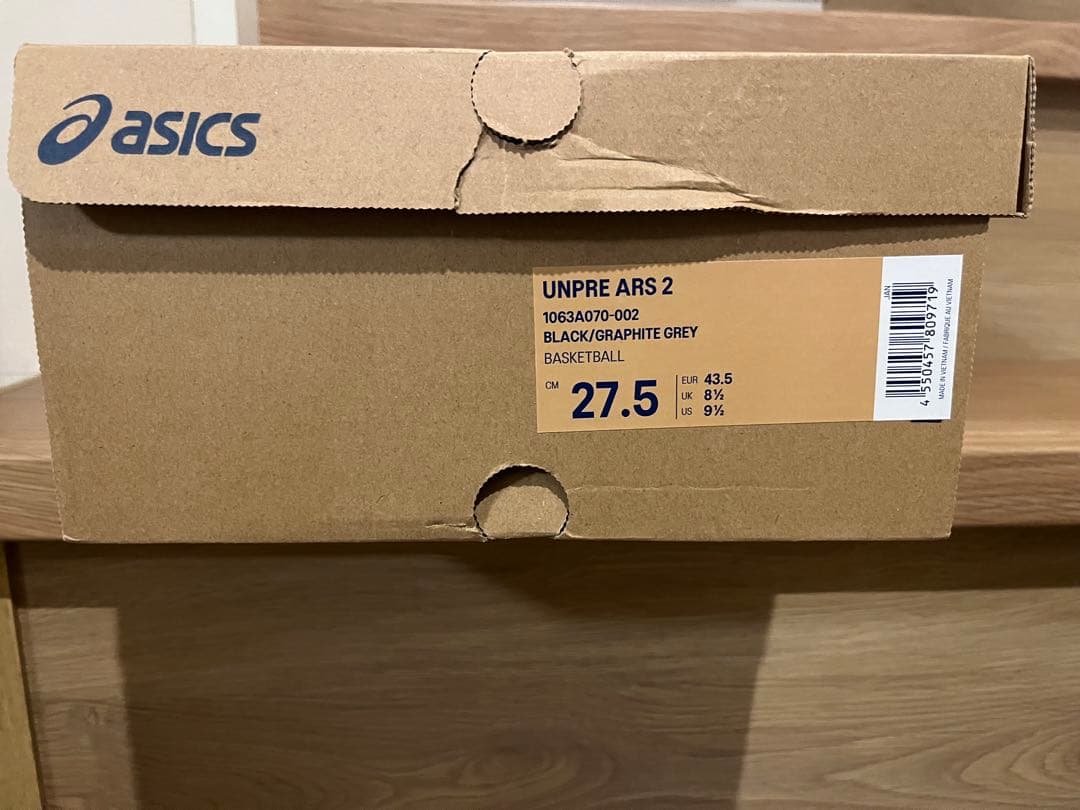 asics
UNPRE ARS 2
1063A070-002
BLACK/GRAPHITE GREY
BASKETBALL
CM 27.5
EUR 43.5
UK 8½
US 9½
JAN
4 550457 809719
MADE IN VIETNAM / FABRIQUE AU VIETNAM